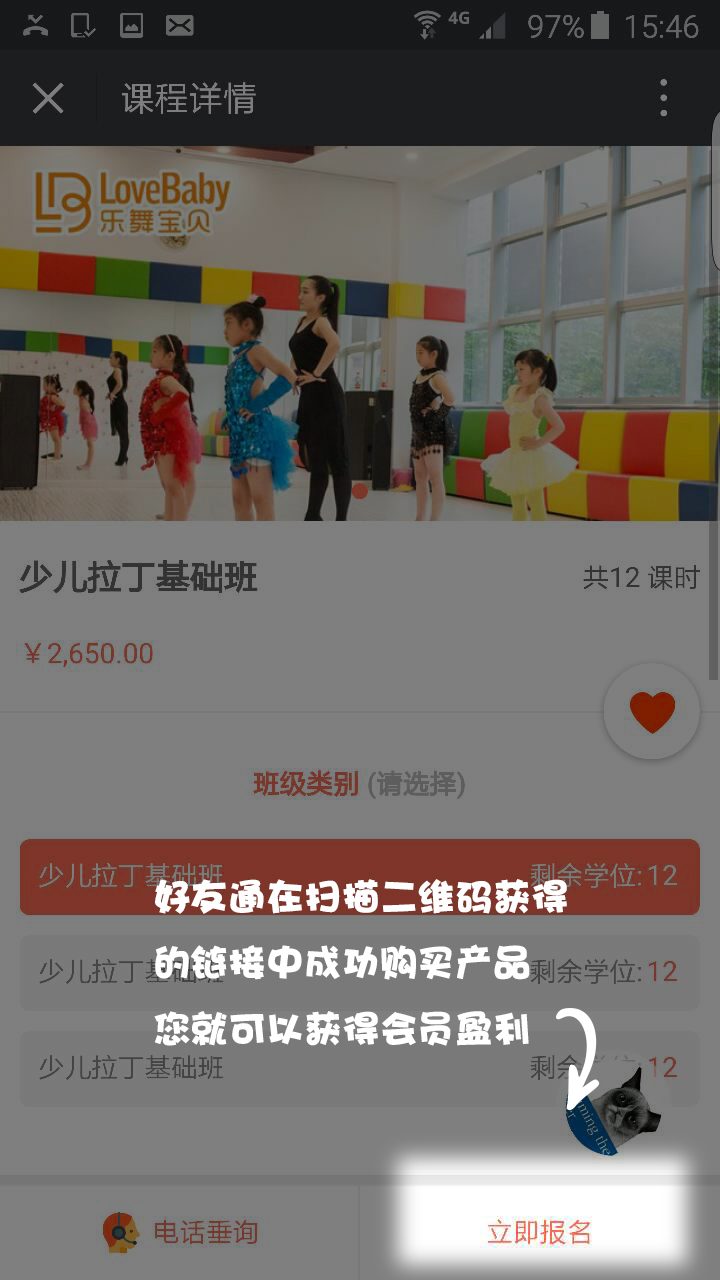 4G 97% 15:46
课程详情
LoveBaby
乐舞宝贝
少儿拉丁基础班 共12 课时
￥2,650.00
班级类别 (请选择)
少儿拉丁基础班 剩余学位: 12
好友通在扫描二维码获得
的链接中成功购买产品
少儿拉丁基础班 剩余学位: 12
您就可以获得会员盈利
少儿拉丁基础班 剩余学位: 12
ming the
电话垂询 立即报名